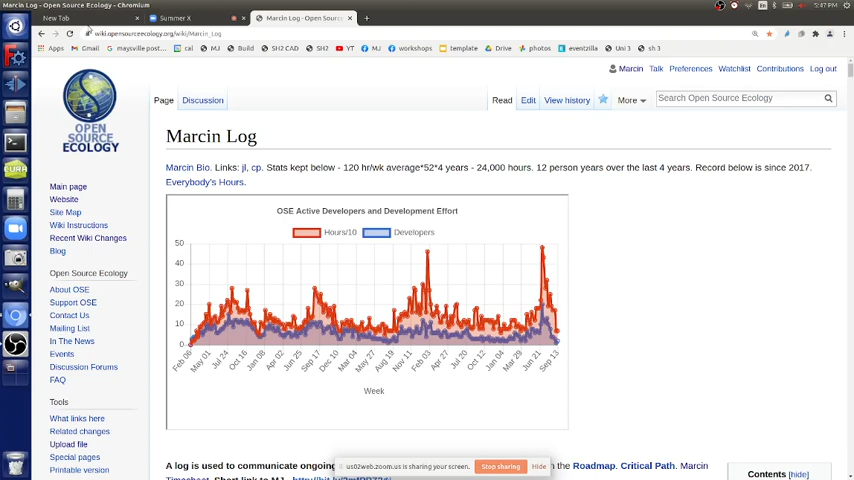 Marcin Log - Open Source Ecology - Chromium
En
5:47 PM
New Tab
Summer X
Marcin Log - Open Sourc
wiki.opensourceecology.org/wiki/Marcin_Log
Apps
Gmail
maysville post...
cal
MJ
Build
SH2 CAD
SH2
YT
MJ
workshops
template
Drive
photos
eventzilla
Uni 3
sh 3
Marcin
Talk
Preferences
Watchlist
Contributions
Log out
OPEN
SOURCE
ECOLOGY
Page
Discussion
Read
Edit
View history
More
Search Open Source Ecology
Marcin Log
Marcin Bio. Links: jl, cp. Stats kept below - 120 hr/wk average*52*4 years - 24,000 hours. 12 person years over the last 4 years. Record below is since 2017.
Everybody's Hours.
Main page
Website
Site Map
Wiki Instructions
Recent Wiki Changes
Blog
Open Source Ecology
About OSE
Support OSE
Contact Us
Mailing List
In The News
Events
Discussion Forums
FAQ
Tools
What links here
Related changes
Upload file
Special pages
Printable version
CURA
OSE Active Developers and Development Effort
Hours/10
Developers
50
40
30
20
10
0
Feb 06
May 01
Jul 24
Oct 16
Jan 08
Apr 02
Jun 25
Sep 17
Dec 10
Mar 04
May 27
Aug 19
Nov 11
Feb 03
Apr 27
Jul 20
Oct 12
Jan 04
Mar 29
Jun 21
Sep 13
Week
A log is used to communicate ongoing
n the Roadmap. Critical Path. Marcin
us02web.zoom.us is sharing your screen.
Stop sharing
Hide
Contents [hide]